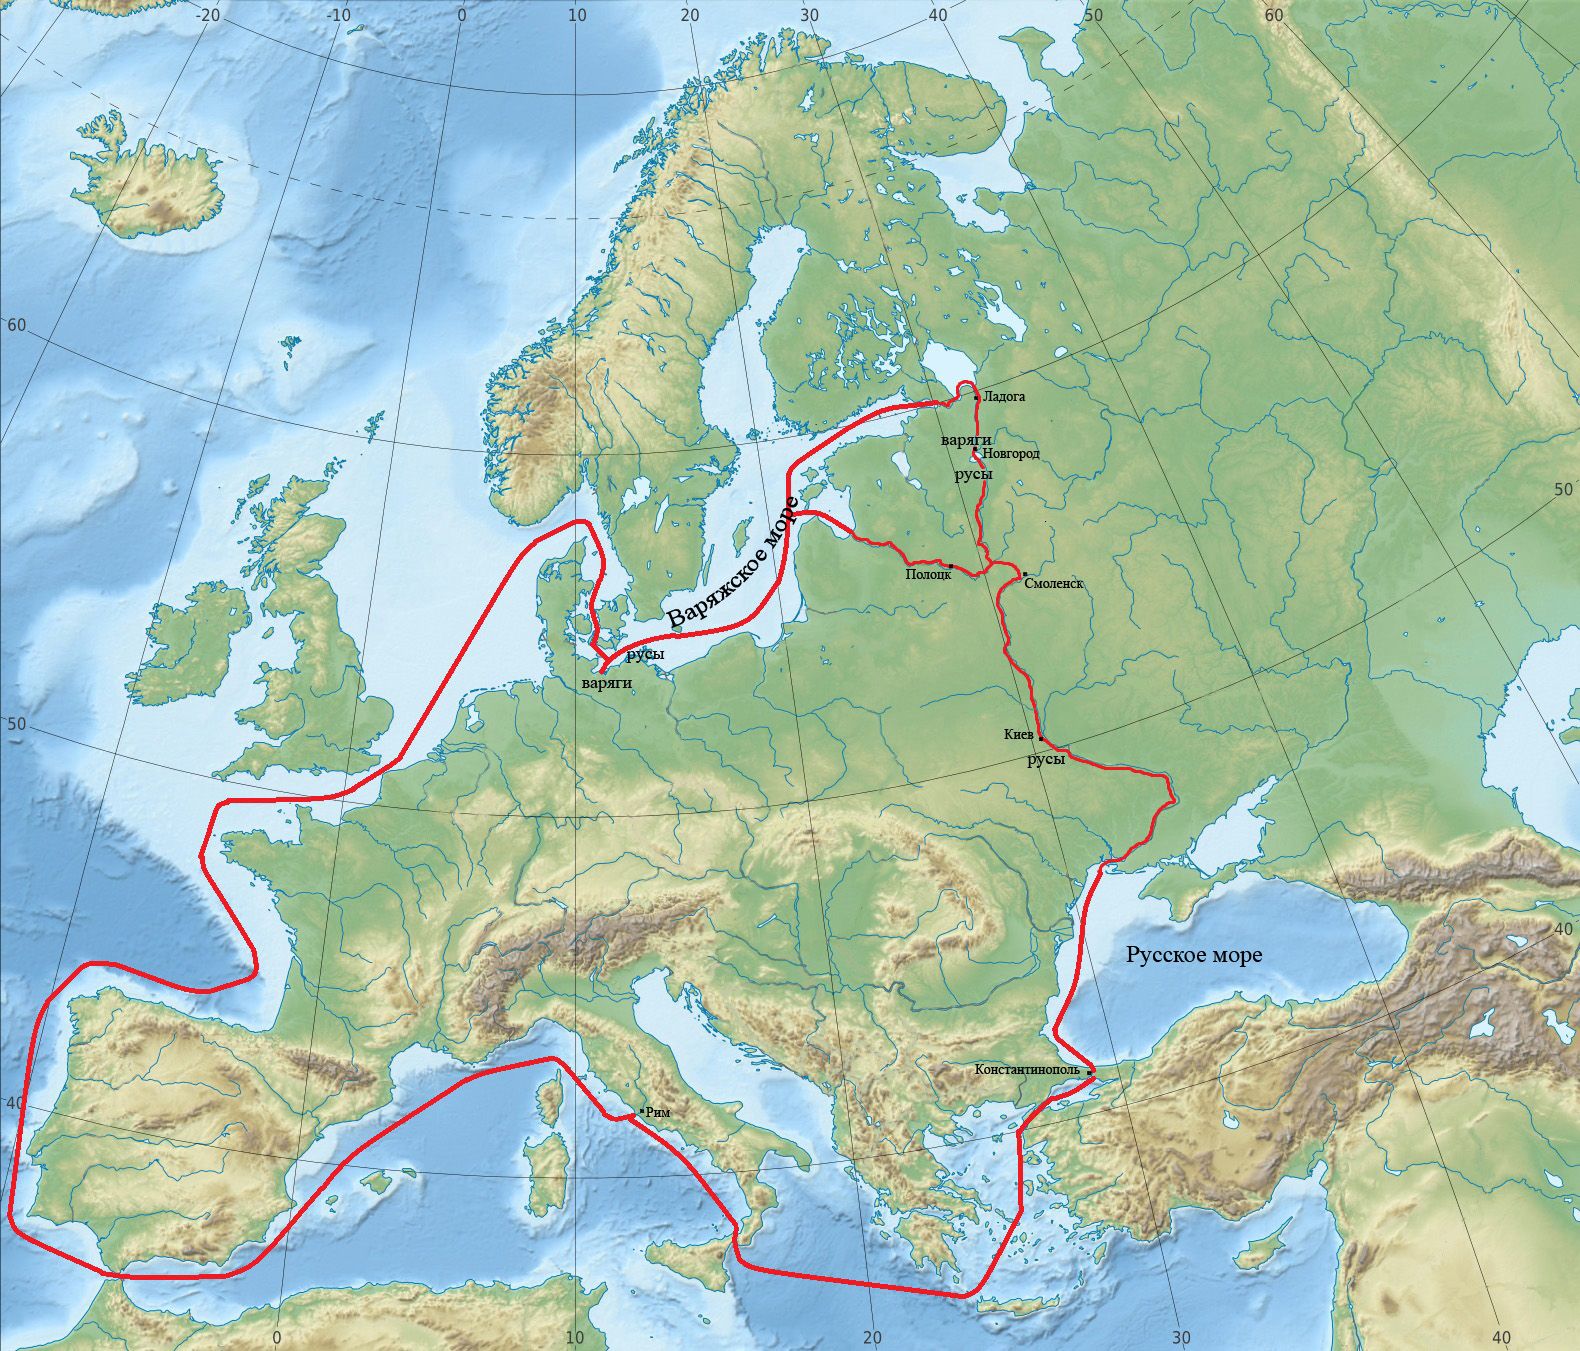 -20
-10
0
10
20
30
40
50
60
60
Ладога
варяги
Новгород
русы
50
Варяжское море
Полоцк
Смоленск
русы
варяги
50
Киев
русы
40
Русское море
Константинополь
40
Рим
0
10
20
30
40